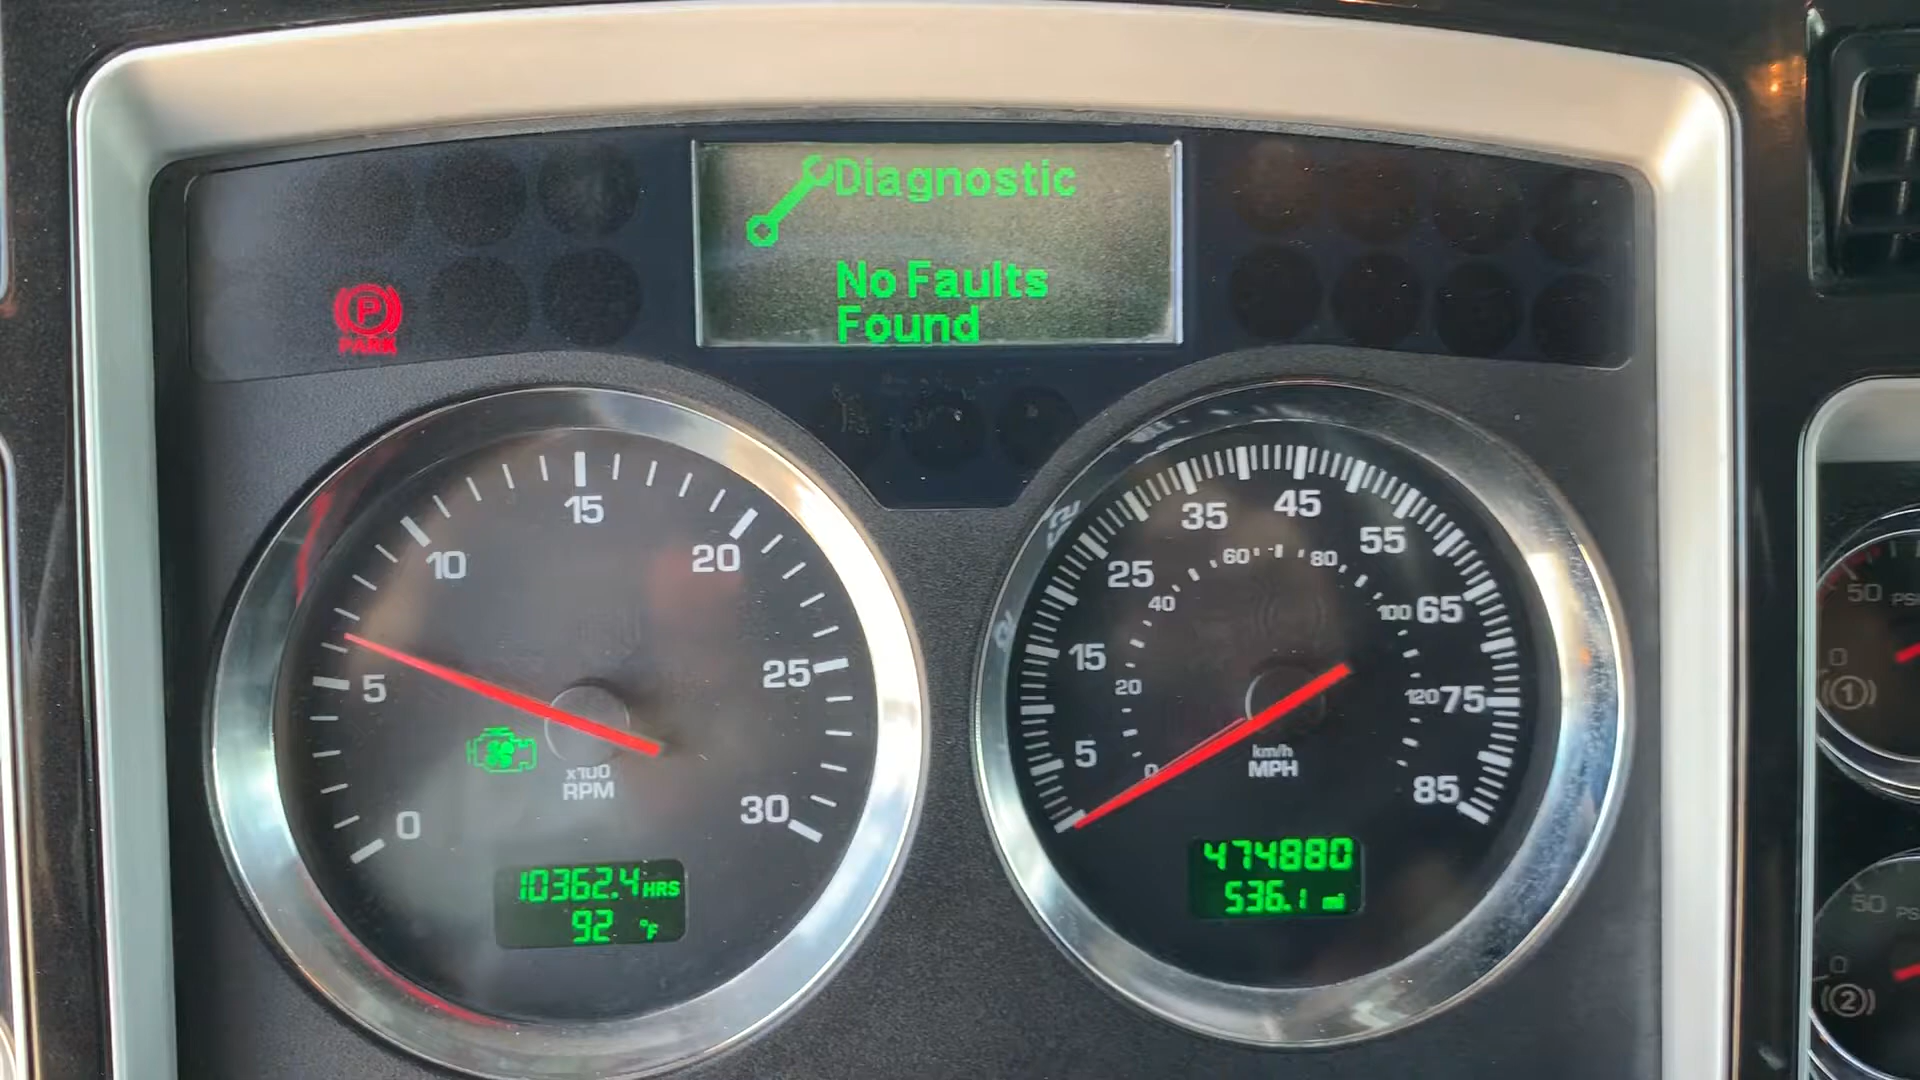 Diagnostic
No Faults
Found
P
PARK
0
5
10
15
20
25
30
x100
RPM
10362.4 HRS
92 °F
5
15
25
35
45
55
65
75
85
0
20
40
60
80
100
120
km/h
MPH
474880
536.1 mi
50 PSI
0
1
50 PS
0
2